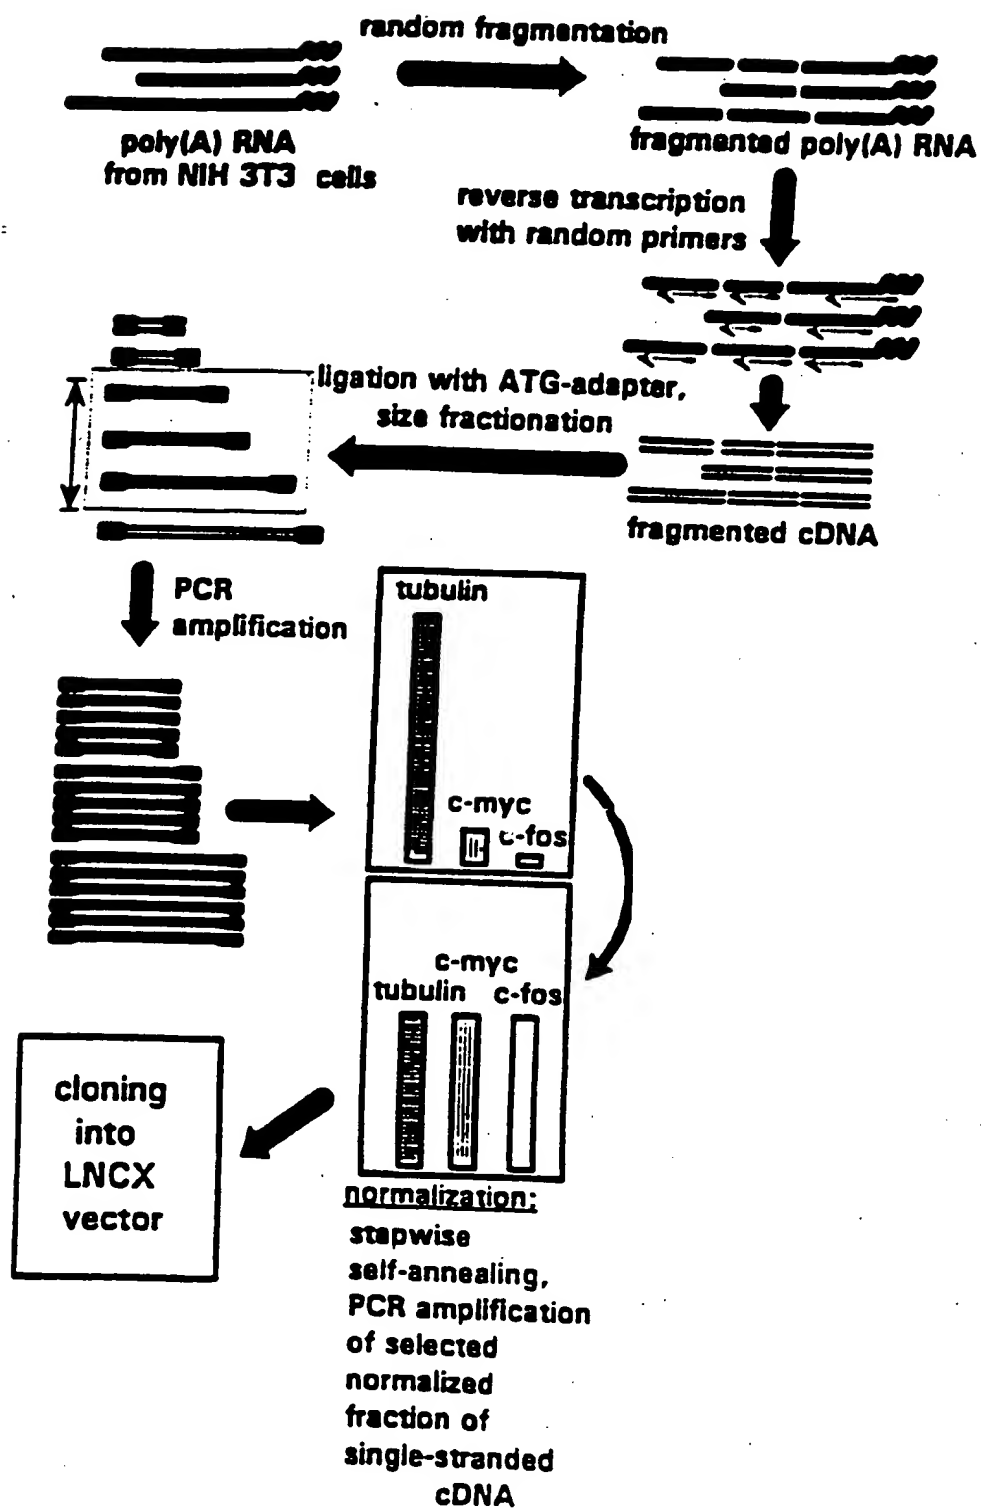 random fragmentation
poly(A) RNA
from NIH 3T3 cells
fragmented poly(A) RNA
reverse transcription
with random primers
ligation with ATG-adapter,
size fractionation
fragmented cDNA
PCR
amplification
tubulin
c-myc
c-fos
c-myc
tubulin c-fos
cloning
into
LNCX
vector
normalization:
stepwise
self-annealing,
PCR amplification
of selected
normalized
fraction of
single-stranded
cDNA